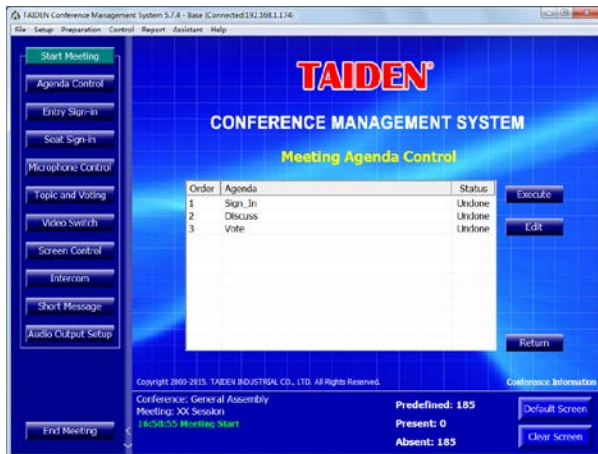 TAIDEN Conference Management System 5.7.4 - Base (Connected:192.168.1.174)
File Setup Preparation Control Report Assistant Help
Start Meeting
Agenda Control
Entry Sign-in
Seat Sign-in
Microphone Control
Topic and Voting
Video Switch
Screen Control
Intercom
Short Message
Audio Output Setup
End Meeting
TAIDEN®
CONFERENCE MANAGEMENT SYSTEM
Meeting Agenda Control
Order Agenda Status
1 Sign_In Undone
2 Discuss Undone
3 Vote Undone
Execute
Edit
Return
Copyright 2000-2015. TAIDEN INDUSTRIAL CO., LTD. All Rights Reserved.
Conference Information
Conference: General Assembly
Meeting: XX Session
16:58:55 Meeting Start
Predefined: 185
Present: 0
Absent: 185
Default Screen
Clear Screen